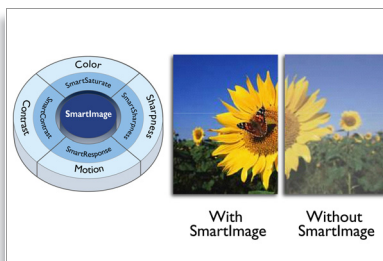 Color
SmartSaturate
Contrast
SmartContrast
SmartImage
SmartSharpness
Sharpness
SmartResponse
Motion
With
SmartImage
Without
SmartImage